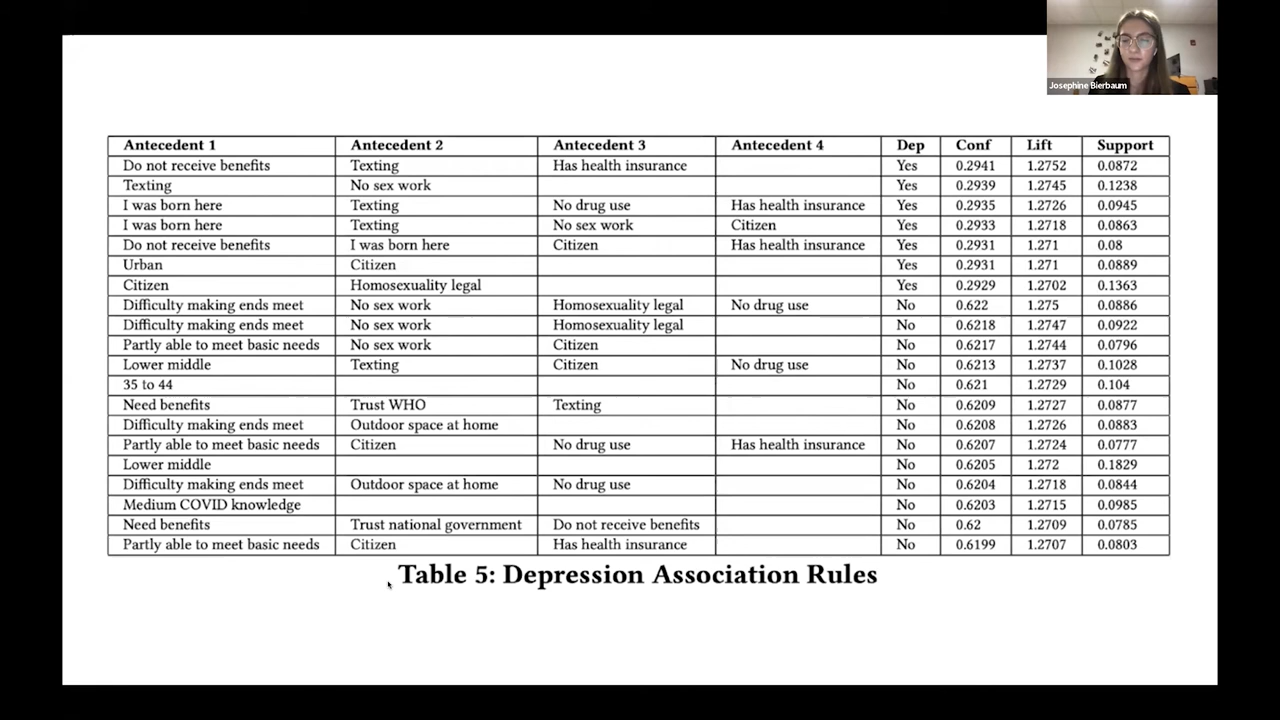 Josephine Bierbaum
Antecedent 1 Antecedent 2 Antecedent 3 Antecedent 4 Dep Conf Lift Support
Do not receive benefits Texting Has health insurance Yes 0.2941 1.2752 0.0872
Texting No sex work Yes 0.2939 1.2745 0.1238
I was born here Texting No drug use Has health insurance Yes 0.2935 1.2726 0.0945
I was born here Texting No sex work Citizen Yes 0.2933 1.2718 0.0863
Do not receive benefits I was born here Citizen Has health insurance Yes 0.2931 1.271 0.08
Urban Citizen Yes 0.2931 1.271 0.0889
Citizen Homosexuality legal Yes 0.2929 1.2702 0.1363
Difficulty making ends meet No sex work Homosexuality legal No drug use No 0.622 1.275 0.0886
Difficulty making ends meet No sex work Homosexuality legal No 0.6218 1.2747 0.0922
Partly able to meet basic needs No sex work Citizen No 0.6217 1.2744 0.0796
Lower middle Texting Citizen No drug use No 0.6213 1.2737 0.1028
35 to 44 No 0.621 1.2729 0.104
Need benefits Trust WHO Texting No 0.6209 1.2727 0.0877
Difficulty making ends meet Outdoor space at home No 0.6208 1.2726 0.0883
Partly able to meet basic needs Citizen No drug use Has health insurance No 0.6207 1.2724 0.0777
Lower middle No 0.6205 1.272 0.1829
Difficulty making ends meet Outdoor space at home No drug use No 0.6204 1.2718 0.0844
Medium COVID knowledge No 0.6203 1.2715 0.0985
Need benefits Trust national government Do not receive benefits No 0.62 1.2709 0.0785
Partly able to meet basic needs Citizen Has health insurance No 0.6199 1.2707 0.0803
Table 5: Depression Association Rules